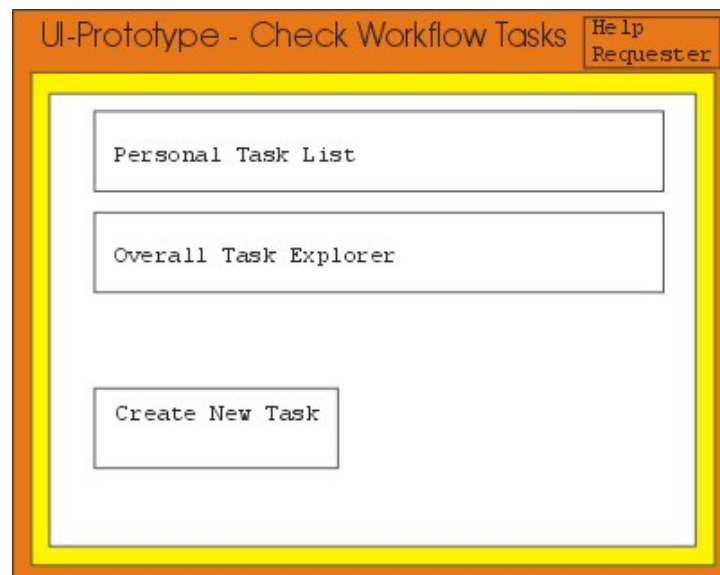 UI-Prototype - Check Workflow Tasks
Help
Requester
Personal Task List
Overall Task Explorer
Create New Task